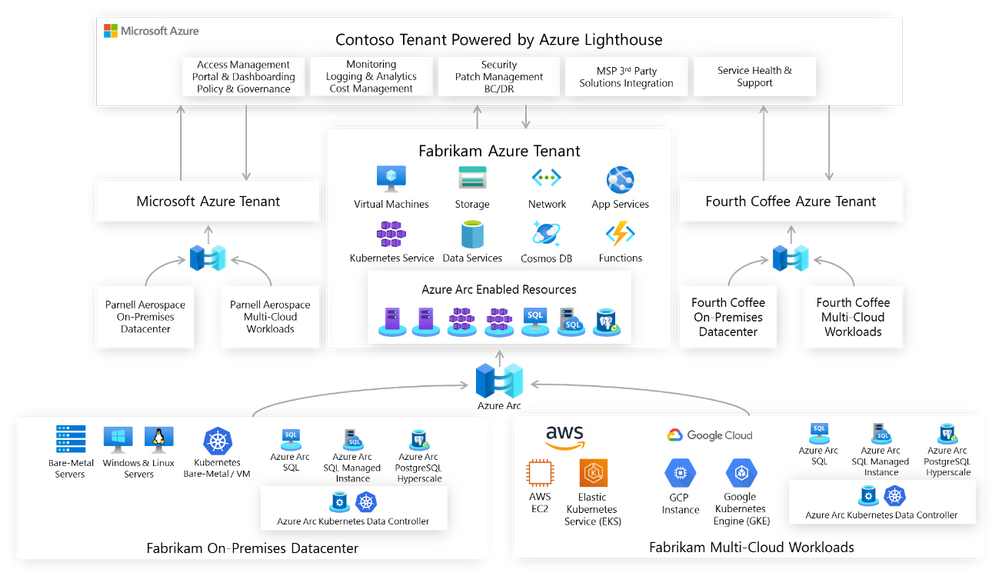 Microsoft Azure
Contoso Tenant Powered by Azure Lighthouse
Access Management
Portal & Dashboarding
Policy & Governance
Monitoring
Logging & Analytics
Cost Management
Security
Patch Management
BC/DR
MSP 3rd Party
Solutions Integration
Service Health &
Support
Microsoft Azure Tenant
Fabrikam Azure Tenant
Fourth Coffee Azure Tenant
Virtual Machines
Storage
Network
App Services
Kubernetes Service
Data Services
Cosmos DB
Functions
Azure Arc Enabled Resources
SQL
SQL
Parnell Aerospace
On-Premises
Datacenter
Parnell Aerospace
Multi-Cloud
Workloads
Fourth Coffee
On-Premises
Datacenter
Fourth Coffee
Multi-Cloud
Workloads
Azure Arc
Bare-Metal
Servers
Windows & Linux
Servers
Kubernetes
Bare-Metal / VM
SQL
Azure Arc
SQL
SQL
Azure Arc
SQL Managed
Instance
Azure Arc
PostgreSQL
Hyperscale
Azure Arc Kubernetes Data Controller
Fabrikam On-Premises Datacenter
aws
Google Cloud
AWS
EC2
Elastic
Kubernetes
Service (EKS)
GCP
Instance
Google
Kubernetes
Engine (GKE)
SQL
Azure Arc
SQL
SQL
Azure Arc
SQL Managed
Instance
Azure Arc
PostgreSQL
Hyperscale
Azure Arc Kubernetes Data Controller
Fabrikam Multi-Cloud Workloads